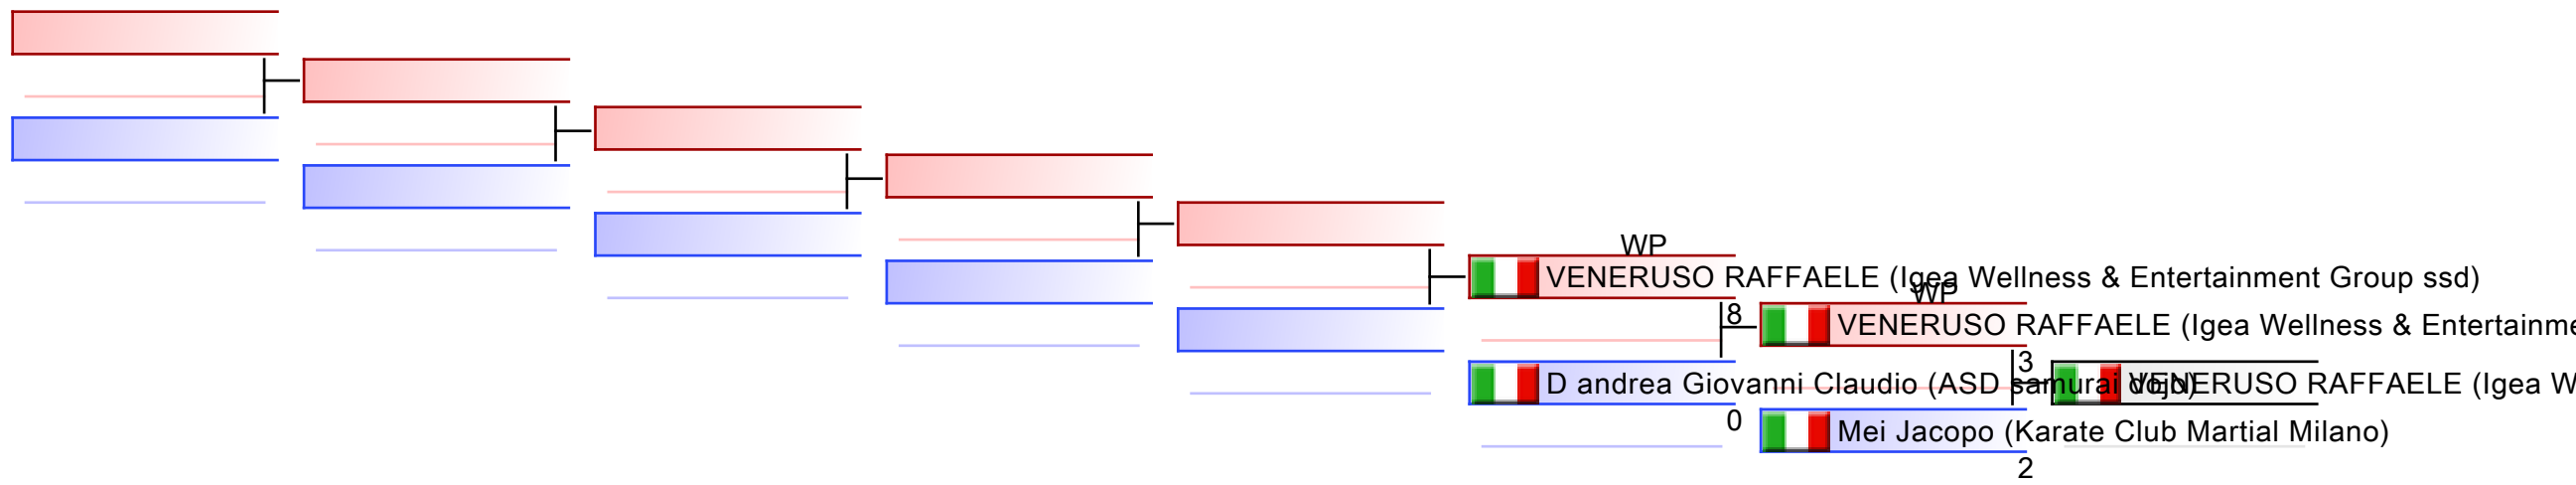 WP
VENERUSO RAFFAELE (Igea Wellness & Entertainment Group ssd)
WP
8
VENERUSO RAFFAELE (Igea Wellness & Entertainme
3
D andrea Giovanni Claudio (ASD samurai dojo)
VENERUSO RAFFAELE (Igea W
0
Mei Jacopo (Karate Club Martial Milano)
2